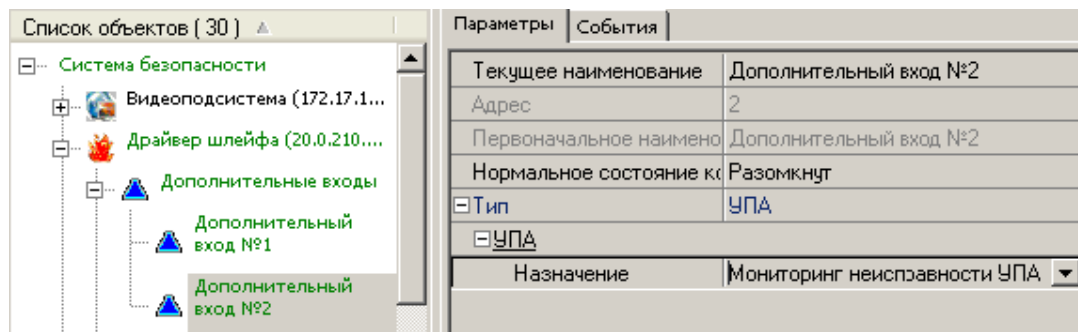 Список объектов ( 30 )
Система безопасности
Видеоподсистема (172.17.1...
Драйвер шлейфа (20.0.210....
Дополнительные входы
Дополнительный
вход №1
Дополнительный
вход №2
Параметры События
Текущее наименование Дополнительный вход №2
Адрес 2
Первоначальное наимено Дополнительный вход №2
Нормальное состояние ко Разомкнут
Тип УПА
УПА
Назначение Мониторинг неисправности УПА